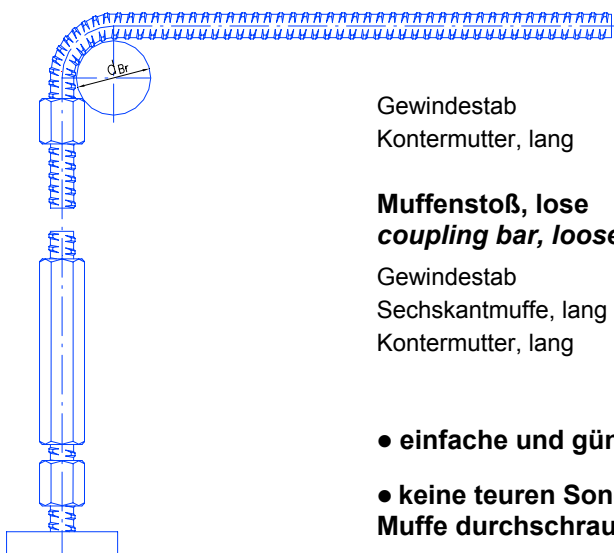 dBr
Gewindestab
Kontermutter, lang
Muffenstoß, lose
coupling bar, loose
Gewindestab
Sechskantmuffe, lang
Kontermutter, lang
● einfache und gün
● keine teuren Son
Muffe durchschrau